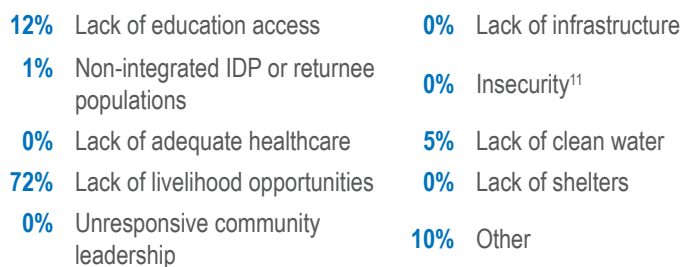 12% Lack of education access
1% Non-integrated IDP or returnee
populations
0% Lack of adequate healthcare
72% Lack of livelihood opportunities
0% Unresponsive community
leadership
0% Lack of infrastructure
0% Insecurity11
5% Lack of clean water
0% Lack of shelters
10% Other